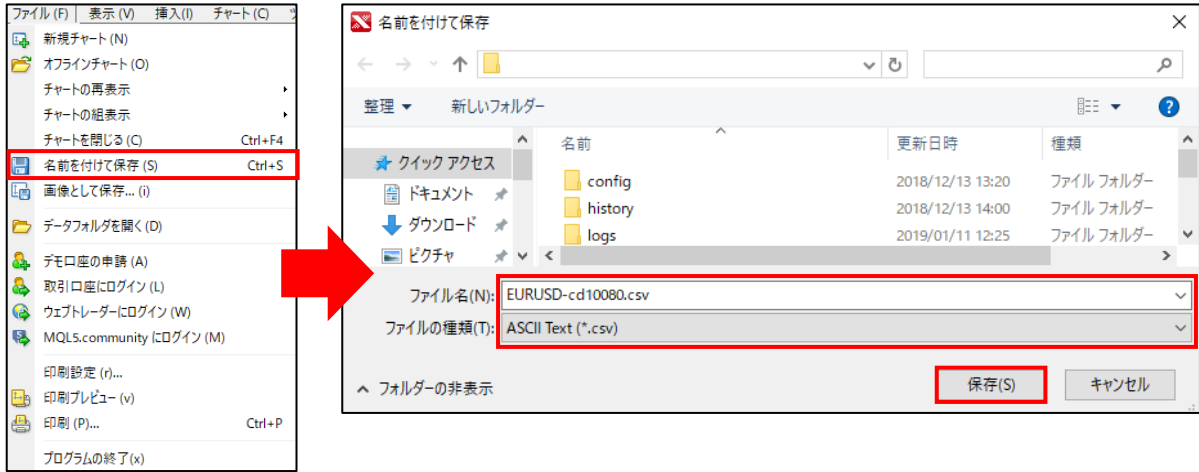 ファイル (F) 表示 (V) 挿入(I) チャート (C)
新規チャート (N)
オフラインチャート (O)
チャートの再表示
チャートの組表示
チャートを閉じる (C) Ctrl+F4
名前を付けて保存 (S) Ctrl+S
画像として保存... (i)
データフォルダを開く (D)
デモ口座の申請 (A)
取引口座にログイン (L)
ウェブトレーダーにログイン (W)
MQL5.community にログイン (M)
印刷設定 (r)...
印刷プレビュー (v)
印刷 (P)... Ctrl+P
プログラムの終了(x)
名前を付けて保存
整理 新しいフォルダー
名前 更新日時 種類
クイック アクセス
ドキュメント
ダウンロード
ピクチャ
config 2018/12/13 13:20 ファイル フォルダー
history 2018/12/13 14:00 ファイル フォルダー
logs 2019/01/11 12:25 ファイル フォルダー
ファイル名(N): EURUSD-cd10080.csv
ファイルの種類(T): ASCII Text (*.csv)
フォルダーの非表示 保存(S) キャンセル